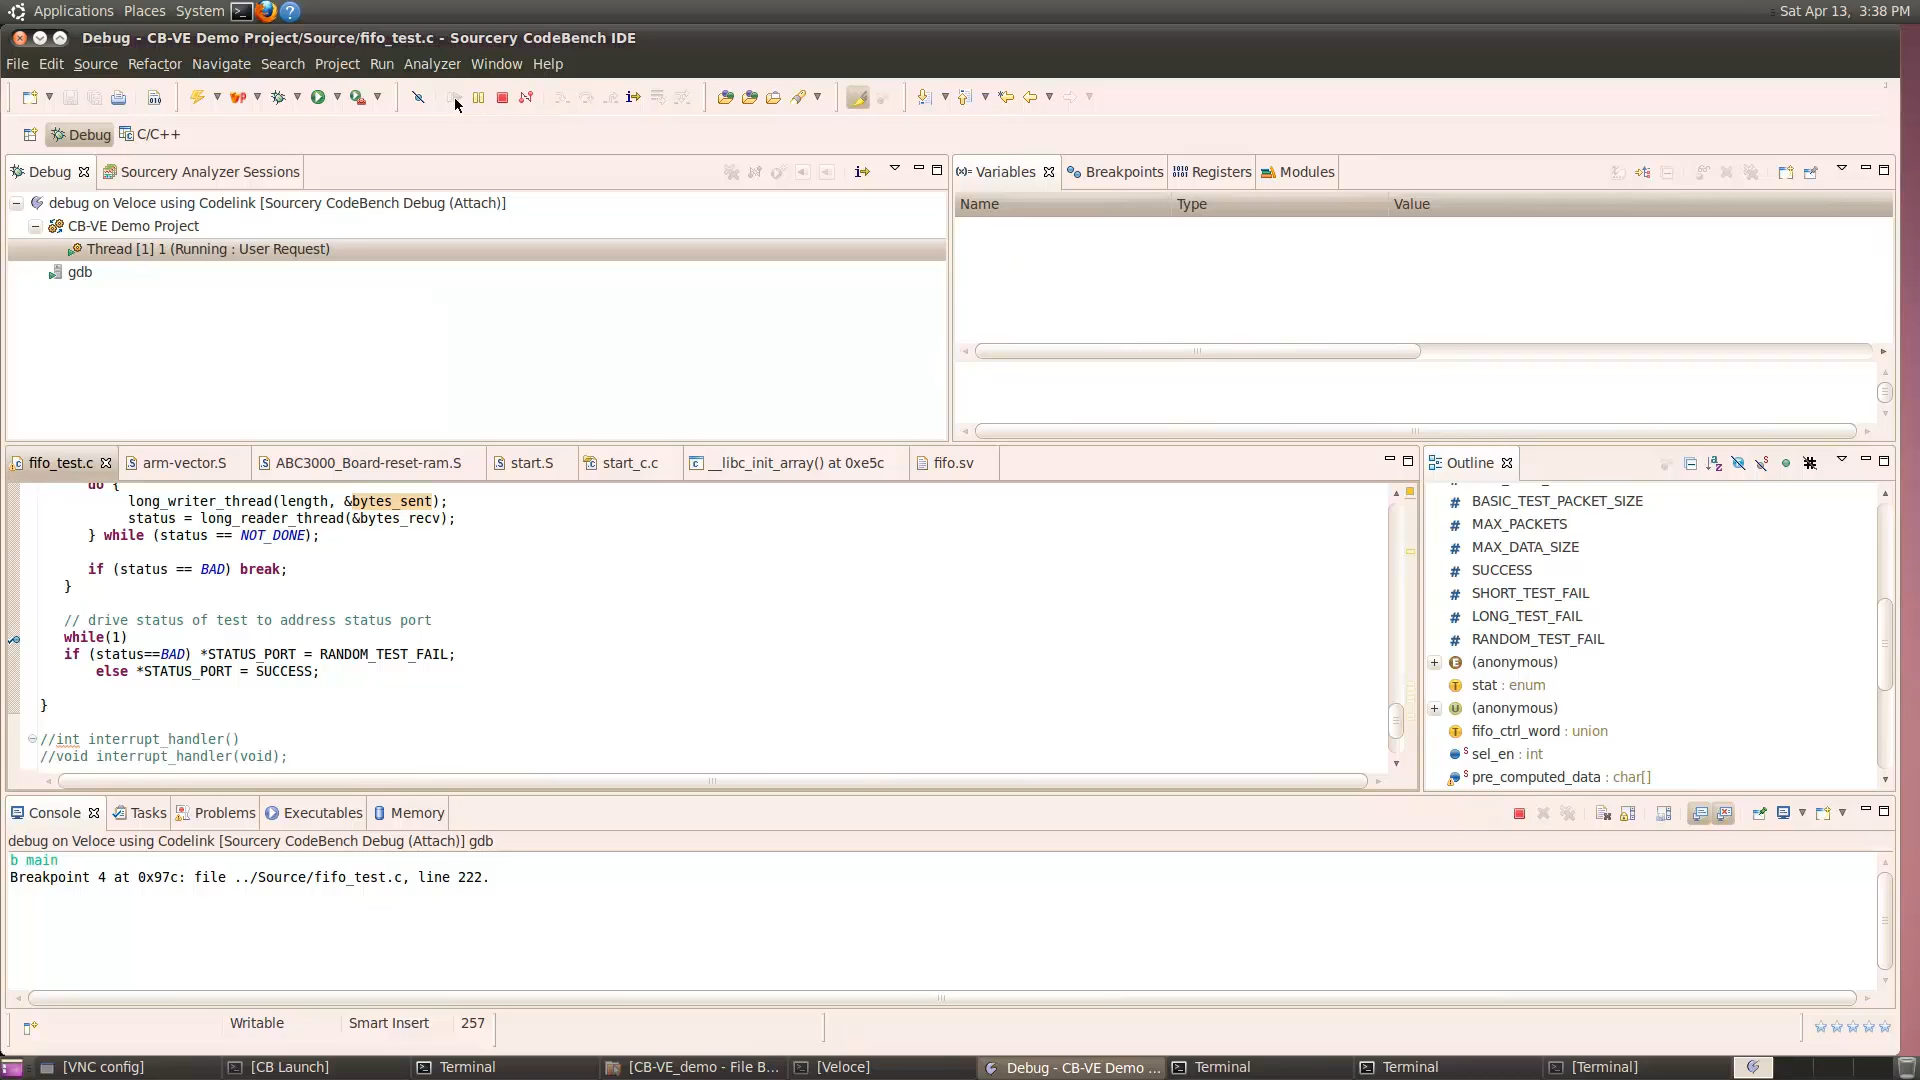 Applications Places System Sat Apr 13, 3:38 PM
Debug - CB-VE Demo Project/Source/fifo_test.c - Sourcery CodeBench IDE
File Edit Source Refactor Navigate Search Project Run Analyzer Window Help
Debug C/C++
Debug Sourcery Analyzer Sessions
debug on Veloce using Codelink [Sourcery CodeBench Debug (Attach)]
CB-VE Demo Project
Thread [1] 1 (Running : User Request)
gdb
Variables Breakpoints Registers Modules
Name Type Value
fifo_test.c arm-vector.S ABC3000_Board-reset-ram.S start.S start_c.c __libc_init_array() at 0xe5c fifo.sv
do {
long_writer_thread(length, &bytes_sent);
status = long_reader_thread(&bytes_recv);
} while (status == NOT_DONE);
if (status == BAD) break;
}
// drive status of test to address status port
while(1)
if (status==BAD) *STATUS_PORT = RANDOM_TEST_FAIL;
else *STATUS_PORT = SUCCESS;
}
//int interrupt_handler()
//void interrupt_handler(void);
Outline
BASIC_TEST_PACKET_SIZE
MAX_PACKETS
MAX_DATA_SIZE
SUCCESS
SHORT_TEST_FAIL
LONG_TEST_FAIL
RANDOM_TEST_FAIL
(anonymous)
stat : enum
(anonymous)
fifo_ctrl_word : union
sel_en : int
pre_computed_data : char[]
Console Tasks Problems Executables Memory
debug on Veloce using Codelink [Sourcery CodeBench Debug (Attach)] gdb
b main
Breakpoint 4 at 0x97c: file ../Source/fifo_test.c, line 222.
Writable Smart Insert 257
[VNC config] [CB Launch] Terminal [CB-VE_demo - File B... [Veloce] Debug - CB-VE Demo ... Terminal Terminal [Terminal]